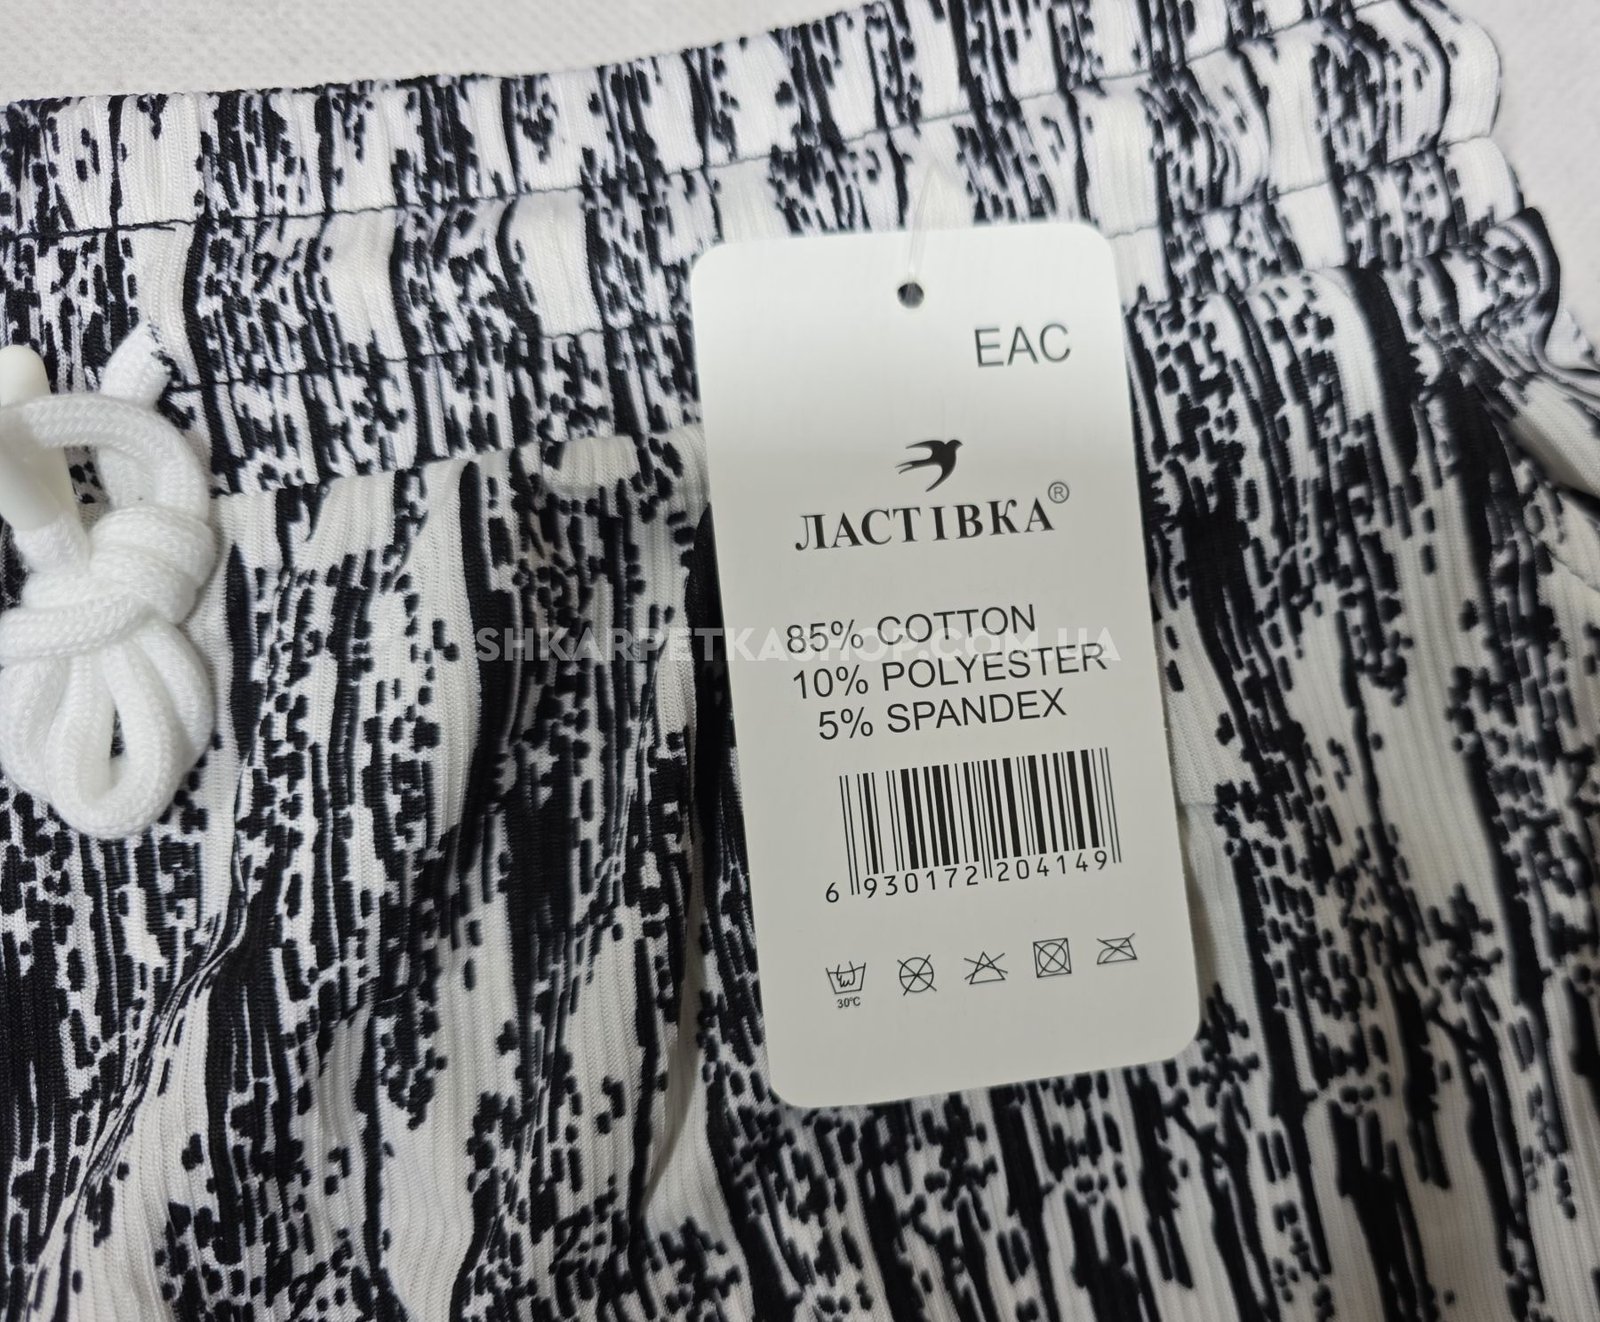 EAC
ЛАСТІВКА®
85% COTTON
SHKARPETKASHOP.COM.UA
10% POLYESTER
5% SPANDEX
6 930172 204149
30°C